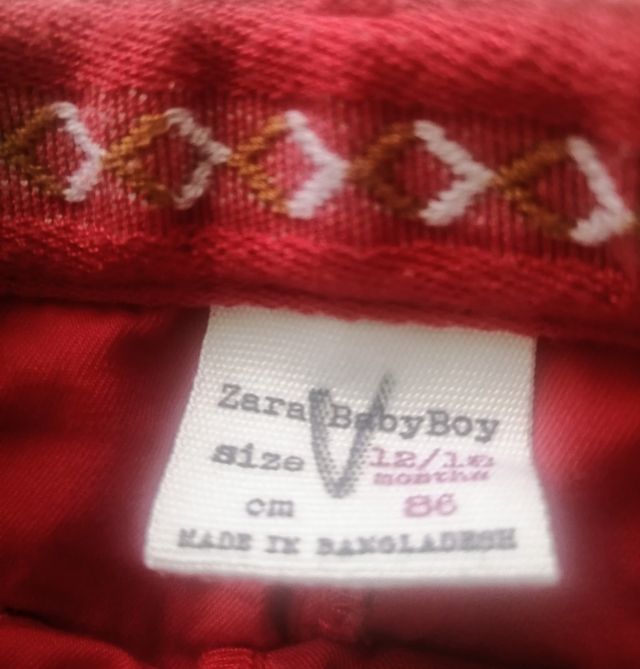 Zara BabyBoy
size 12/18
months
cm 86
MADE IN BANGLADESH